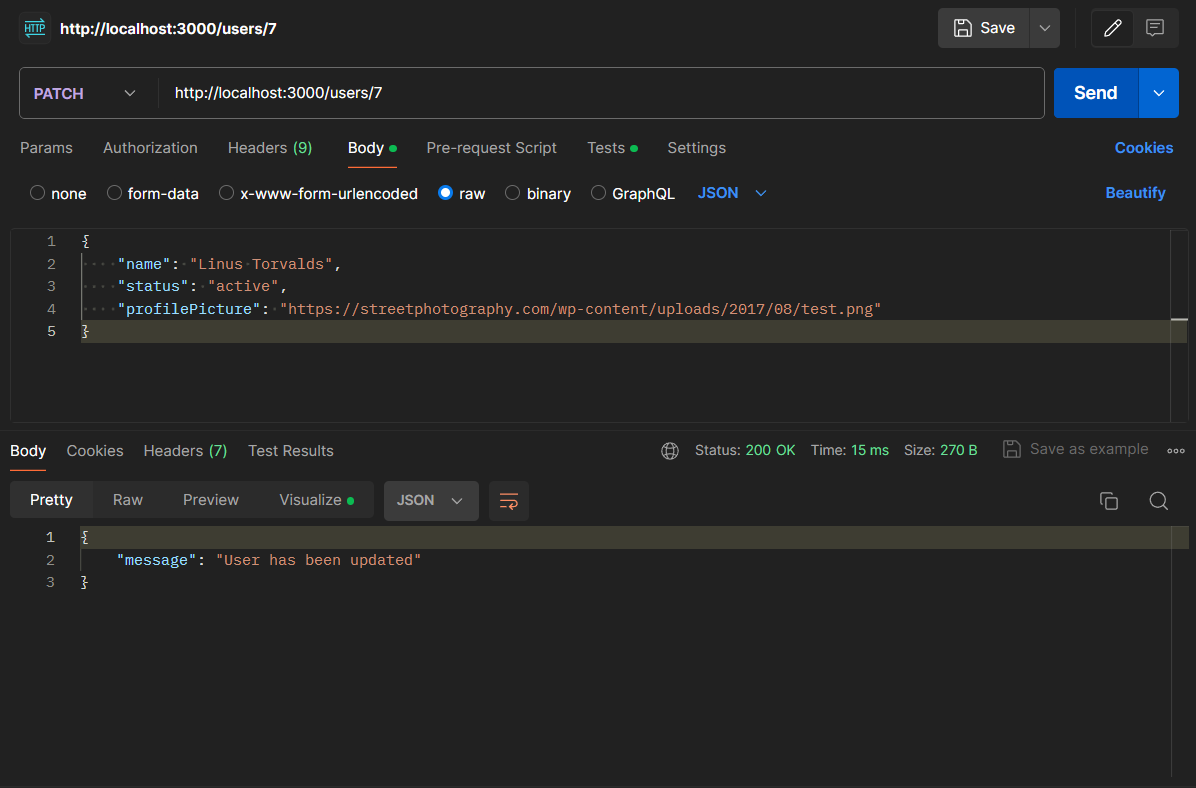 HTTP http://localhost:3000/users/7 Save
PATCH http://localhost:3000/users/7 Send
Params Authorization Headers (9) Body Pre-request Script Tests Settings Cookies
none form-data x-www-form-urlencoded raw binary GraphQL JSON Beautify
1 {
2 "name": "Linus Torvalds",
3 "status": "active",
4 "profilePicture": "https://streetphotography.com/wp-content/uploads/2017/08/test.png"
5 }
Body Cookies Headers (7) Test Results Status: 200 OK Time: 15 ms Size: 270 B Save as example
Pretty Raw Preview Visualize JSON
1 {
2 "message": "User has been updated"
3 }